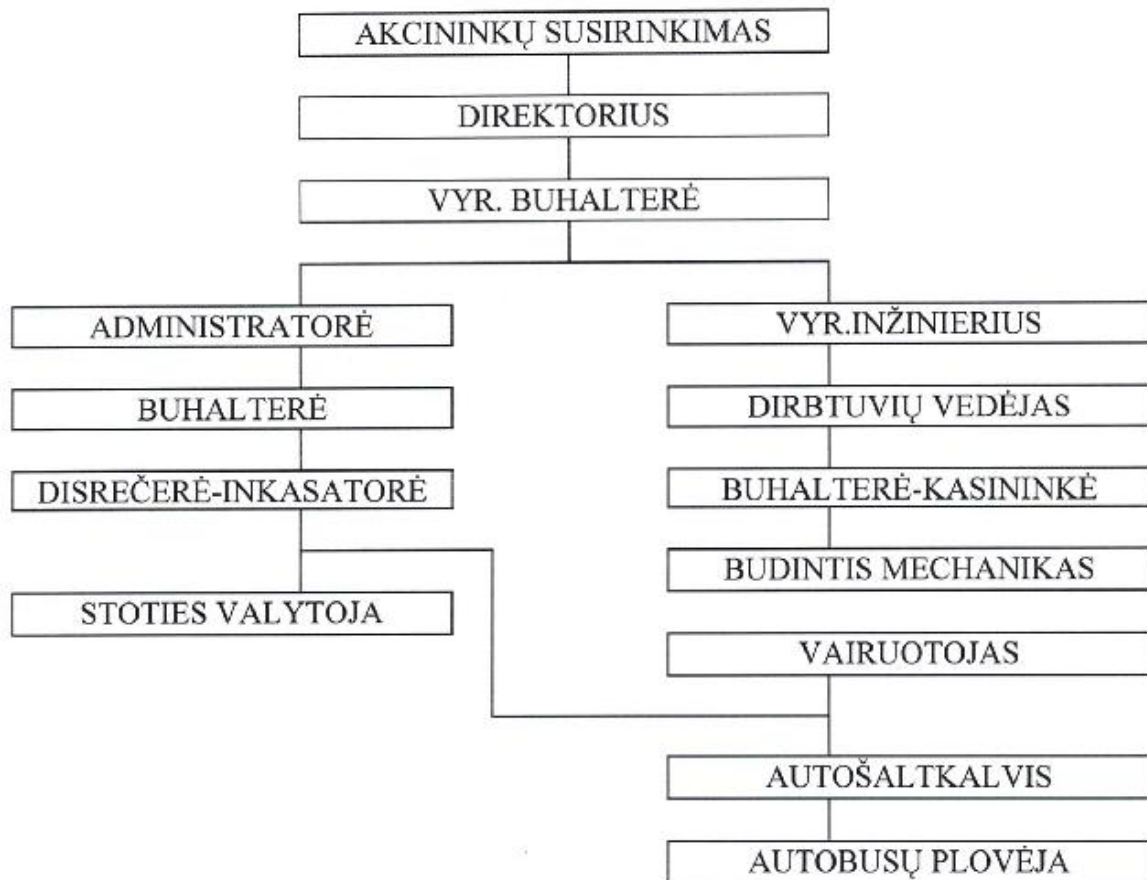 AKCININKŲ SUSIRINKIMAS
DIREKTORIUS
VYR. BUHALTERĖ
ADMINISTRATORĖ
BUHALTERĖ
DISREČERĖ-INKASATORĖ
STOTIES VALYTOJA
VYR.INŽINIERIUS
DIRBTUVIŲ VEDĖJAS
BUHALTERĖ-KASININKĖ
BUDINTIS MECHANIKAS
VAIRUOTOJAS
AUTOŠALTKALVIS
AUTOBUSŲ PLOVĖJA